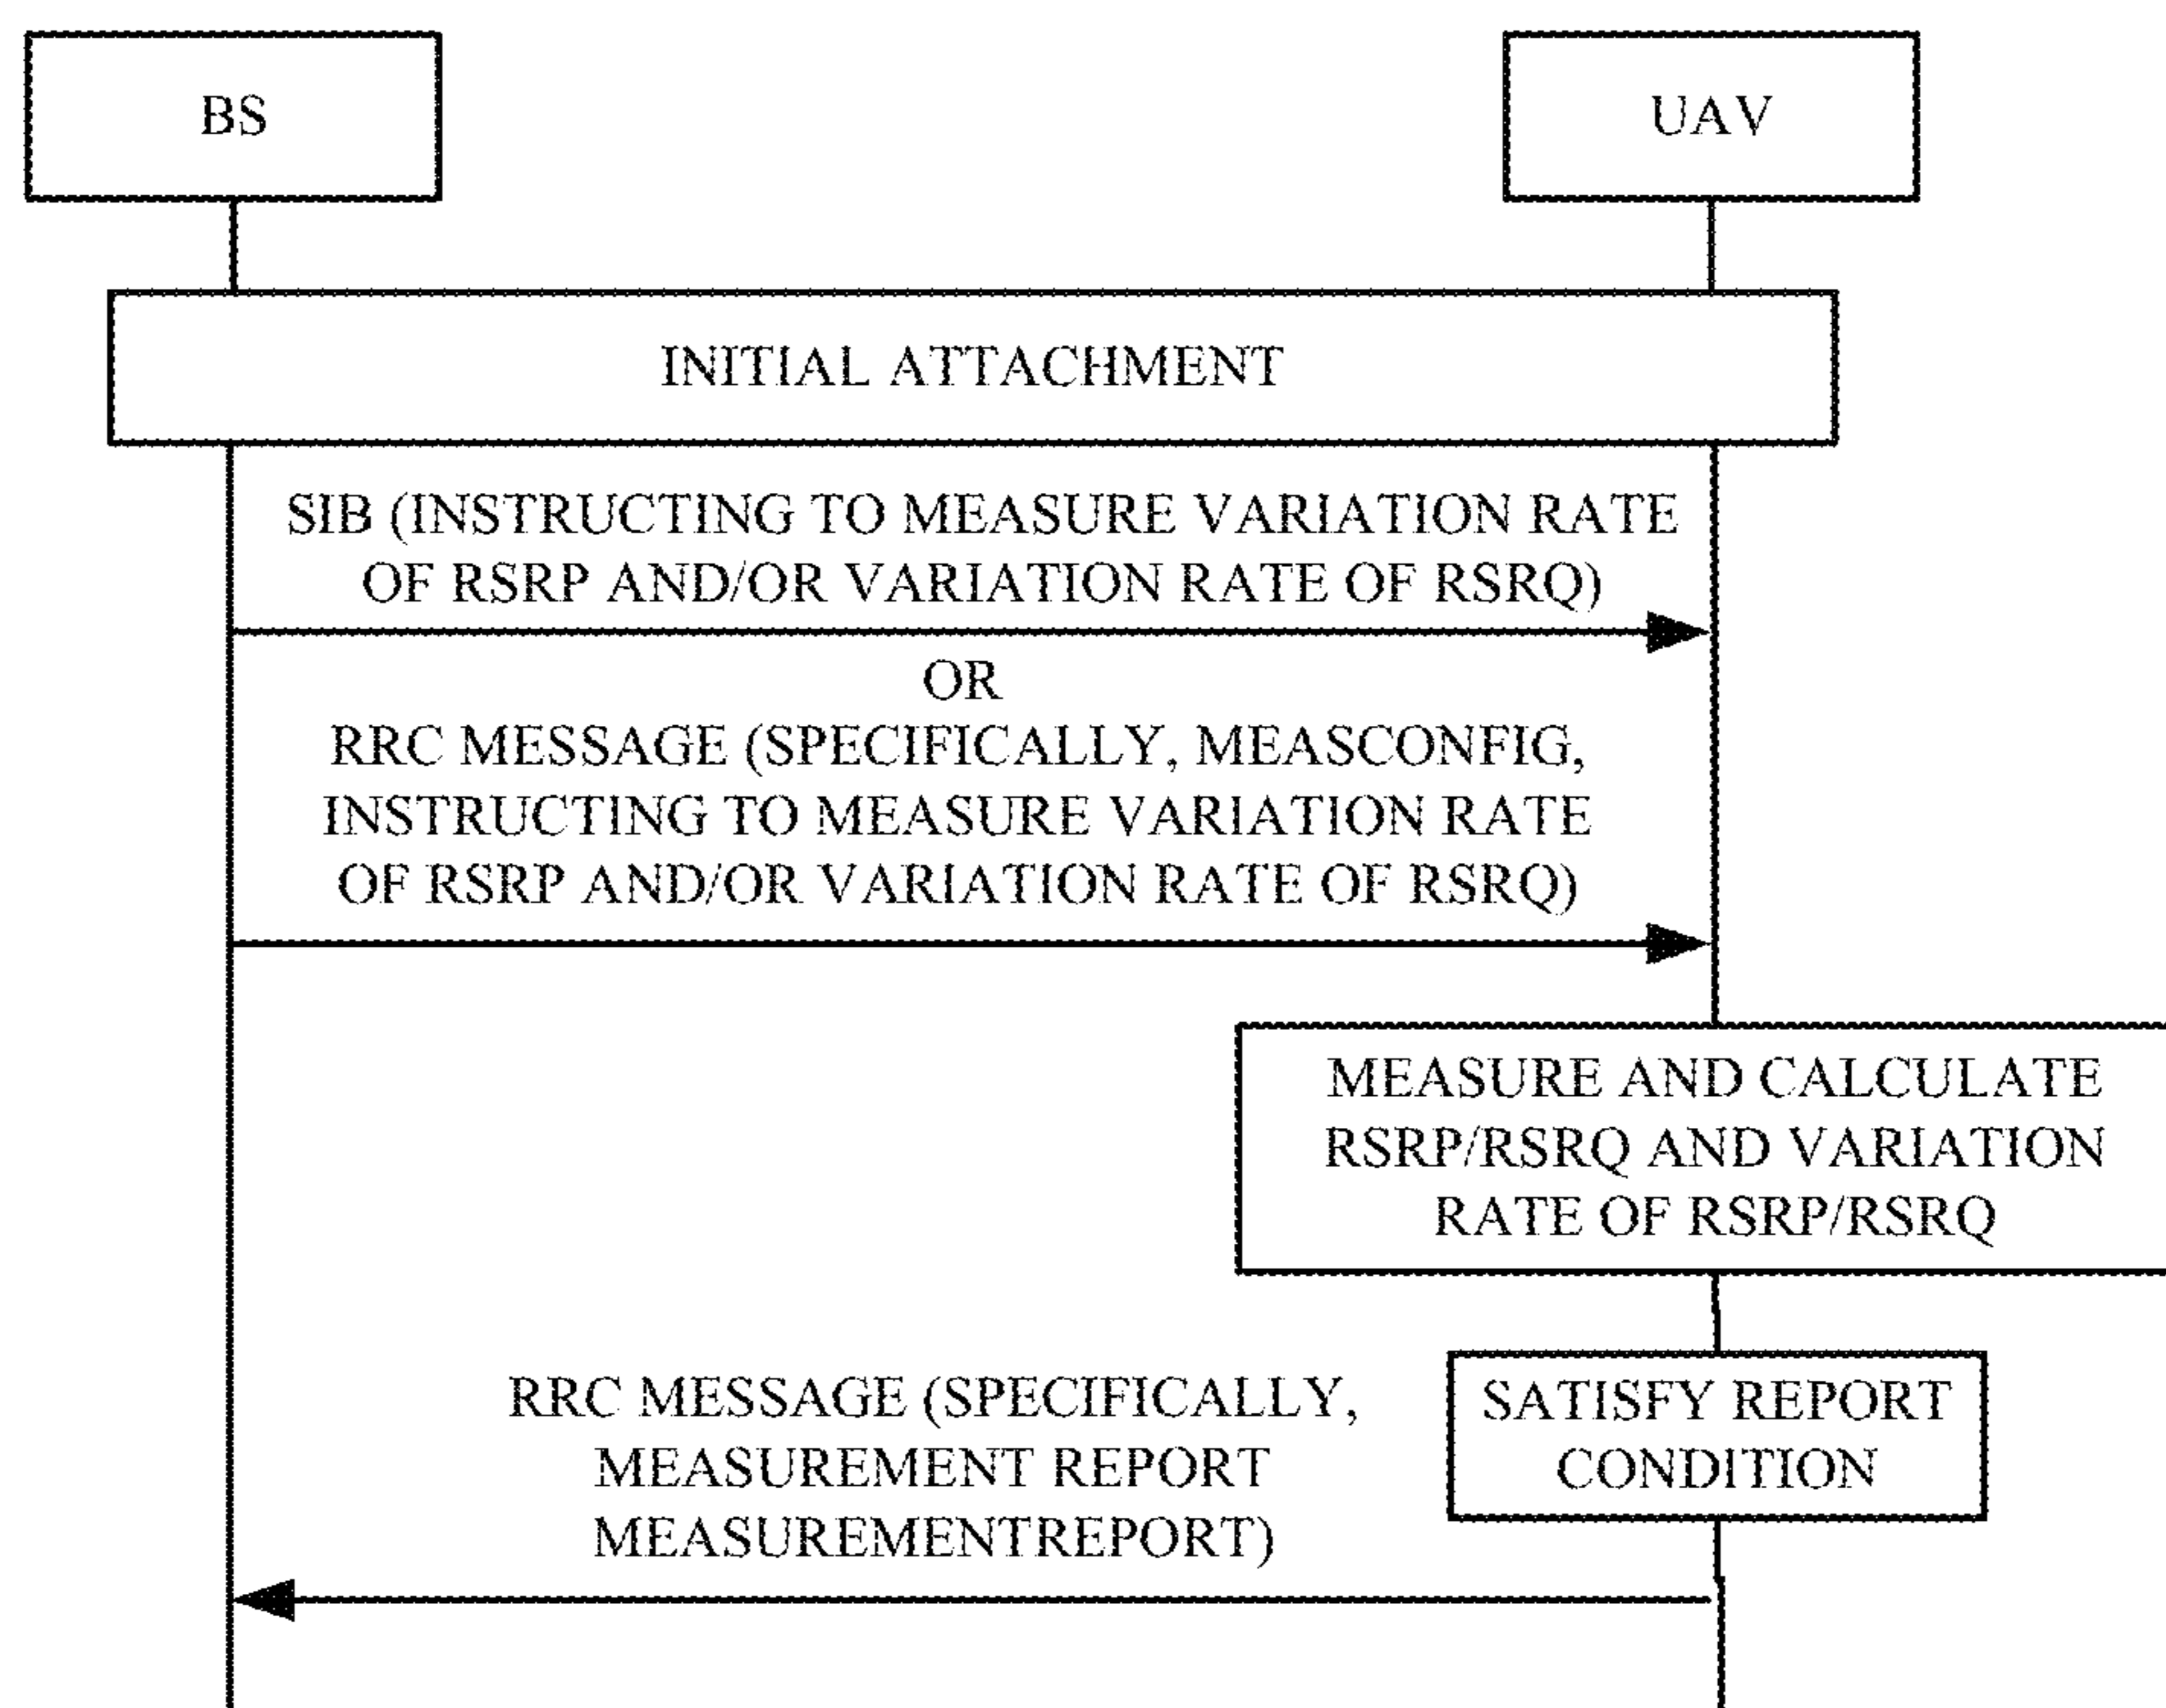 BS
UAV
INITIAL ATTACHMENT
SIB (INSTRUCTING TO MEASURE VARIATION RATE
OF RSRP AND/OR VARIATION RATE OF RSRQ)
OR
RRC MESSAGE (SPECIFICALLY, MEASCONFIG,
INSTRUCTING TO MEASURE VARIATION RATE
OF RSRP AND/OR VARIATION RATE OF RSRQ)
MEASURE AND CALCULATE
RSRP/RSRQ AND VARIATION
RATE OF RSRP/RSRQ
SATISFY REPORT
CONDITION
RRC MESSAGE (SPECIFICALLY,
MEASUREMENT REPORT
MEASUREMENTREPORT)